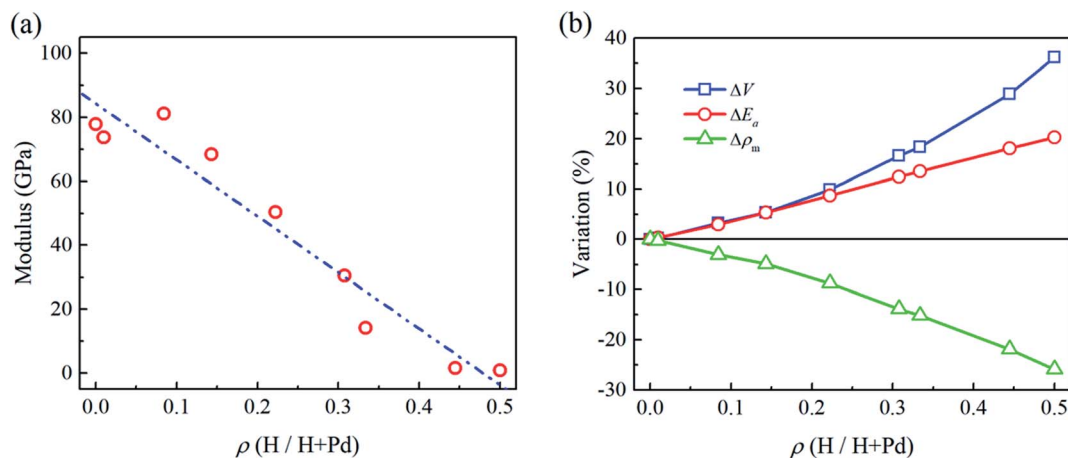 (a)
100
80
60
40
20
0
Modulus (GPa)
0.0 0.1 0.2 0.3 0.4 0.5
ρ (H / H+Pd)
(b)
40
30
20
10
0
-10
-20
-30
Variation (%)
ΔV
ΔEₐ
Δρₘ
0.0 0.1 0.2 0.3 0.4 0.5
ρ (H / H+Pd)